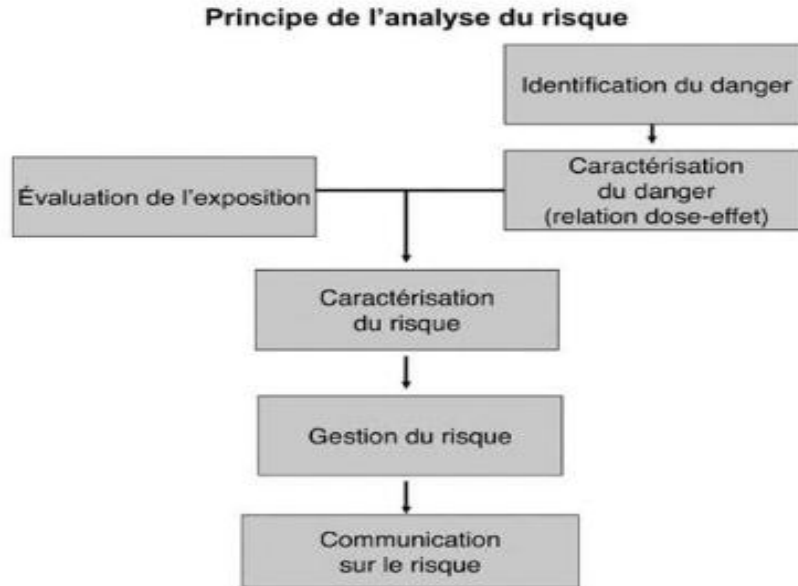 Principe de l'analyse du risque
Identification du danger
Évaluation de l'exposition
Caractérisation
du danger
(relation dose-effet)
Caractérisation
du risque
Gestion du risque
Communication
sur le risque